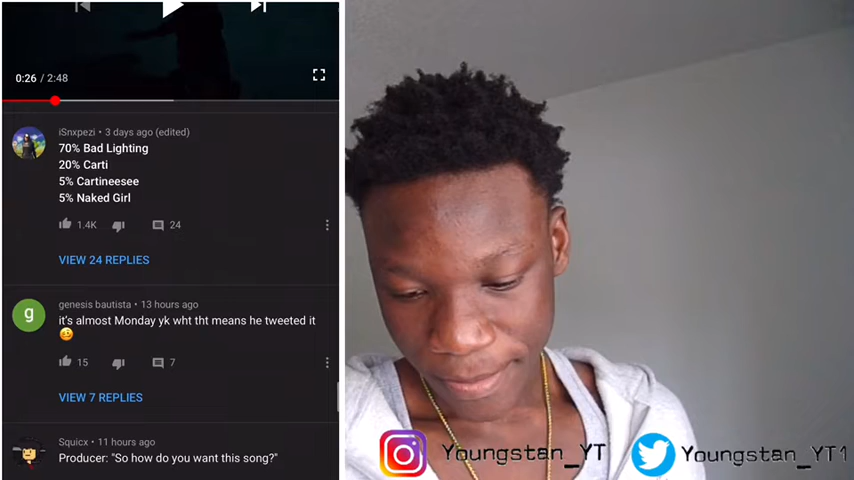 0:26 / 2:48
iSnxpezi • 3 days ago (edited)
70% Bad Lighting
20% Carti
5% Cartineesee
5% Naked Girl
1.4K
24
VIEW 24 REPLIES
g
genesis bautista • 13 hours ago
it's almost Monday yk wht tht means he tweeted it
🥴
15
7
VIEW 7 REPLIES
Squicx • 11 hours ago
Producer: "So how do you want this song?"
Youngstan_YT
Youngstan_YT1